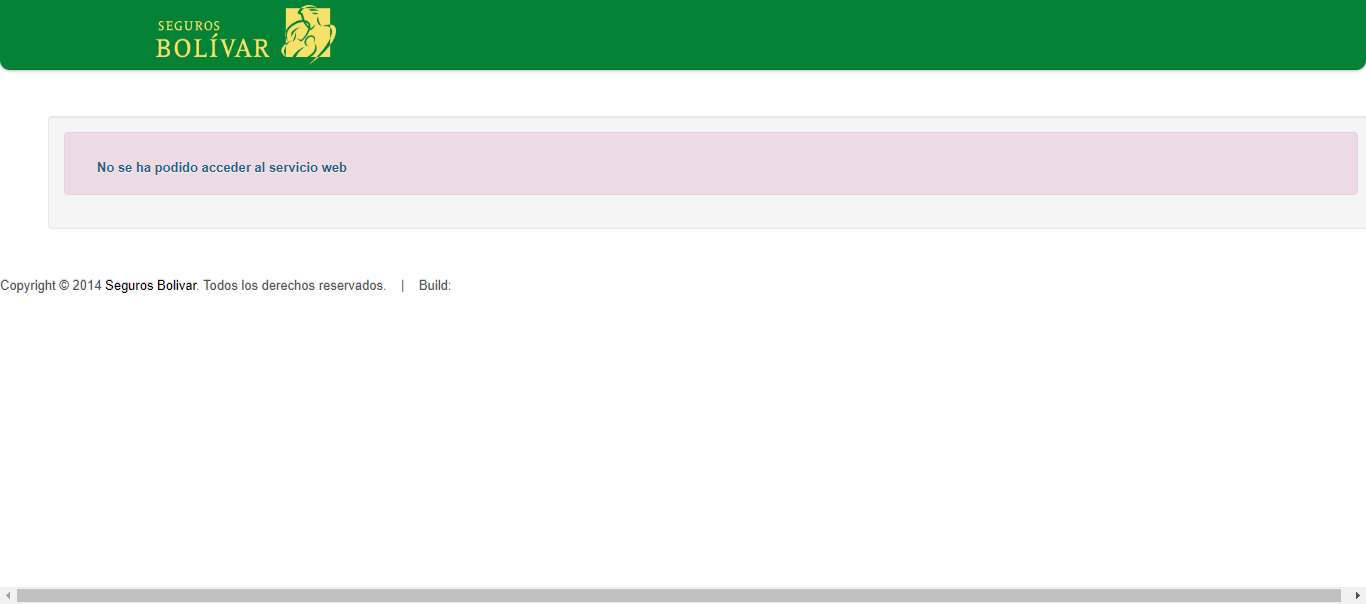 SEGUROS
BOLÍVAR
No se ha podido acceder al servicio web
Copyright © 2014 Seguros Bolivar. Todos los derechos reservados. | Build: